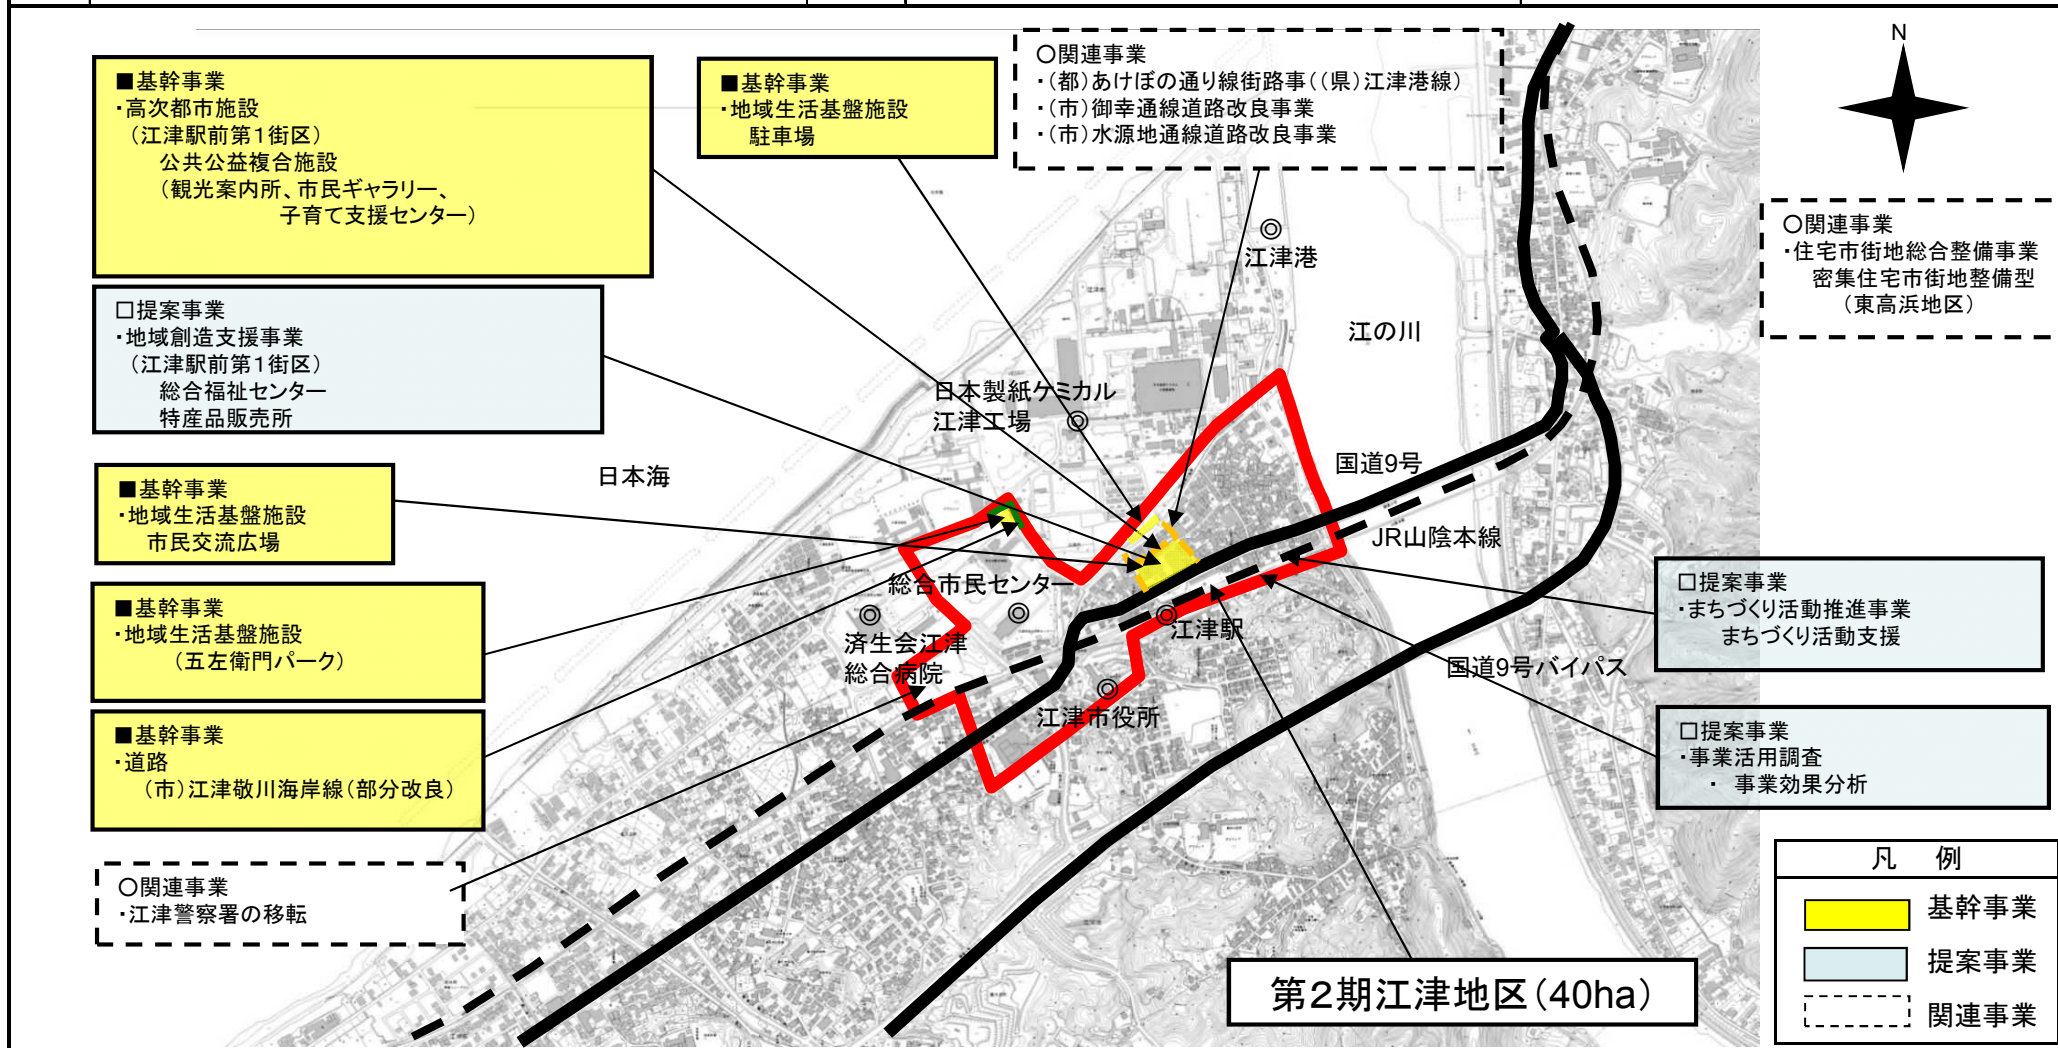 ■基幹事業
・高次都市施設
（江津駅前第1街区）
公共公益複合施設
（観光案内所、市民ギャラリー、
子育て支援センター）
■基幹事業
・地域生活基盤施設
駐車場
○関連事業
・（都）あけぼの通り線街路事（（県）江津港線）
・（市）御幸通線道路改良事業
・（市）水源地通線道路改良事業
N
○関連事業
・住宅市街地総合整備事業
密集住宅市街地整備型
（東高浜地区）
□提案事業
・地域創造支援事業
（江津駅前第1街区）
総合福祉センター
特産品販売所
■基幹事業
・地域生活基盤施設
市民交流広場
■基幹事業
・地域生活基盤施設
（五左衛門パーク）
■基幹事業
・道路
（市）江津敬川海岸線（部分改良）
○関連事業
・江津警察署の移転
江津港
江の川
日本製紙ケミカル
江津工場
日本海
国道9号
JR山陰本線
総合市民センター
済生会江津
総合病院
江津駅
江津市役所
国道9号バイパス
□提案事業
・まちづくり活動推進事業
まちづくり活動支援
□提案事業
・事業活用調査
・ 事業効果分析
第2期江津地区（40ha）
凡 例
基幹事業
提案事業
関連事業